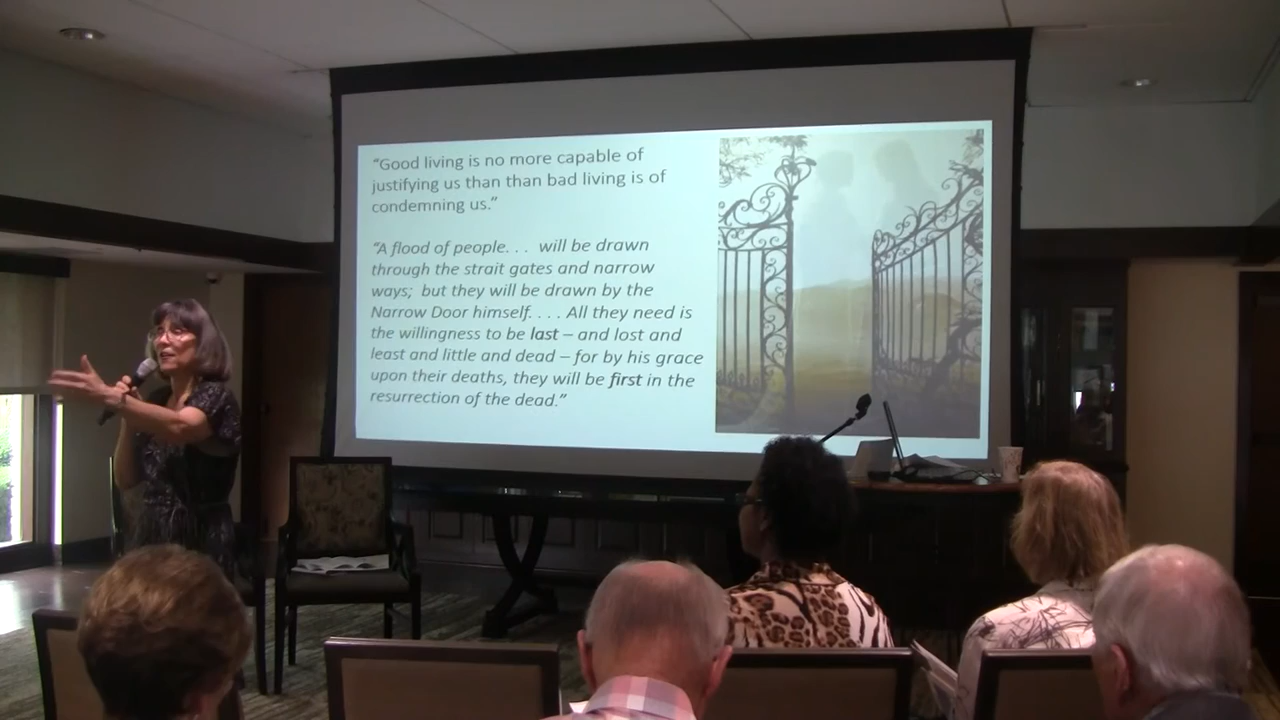 “Good living is no more capable of
justifying us than than bad living is of
condemning us.”
“A flood of people. . .  will be drawn
through the strait gates and narrow
ways;  but they will be drawn by the
Narrow Door himself. . . . All they need is
the willingness to be last – and lost and
least and little and dead – for by his grace
upon their deaths, they will be first in the
resurrection of the dead.”